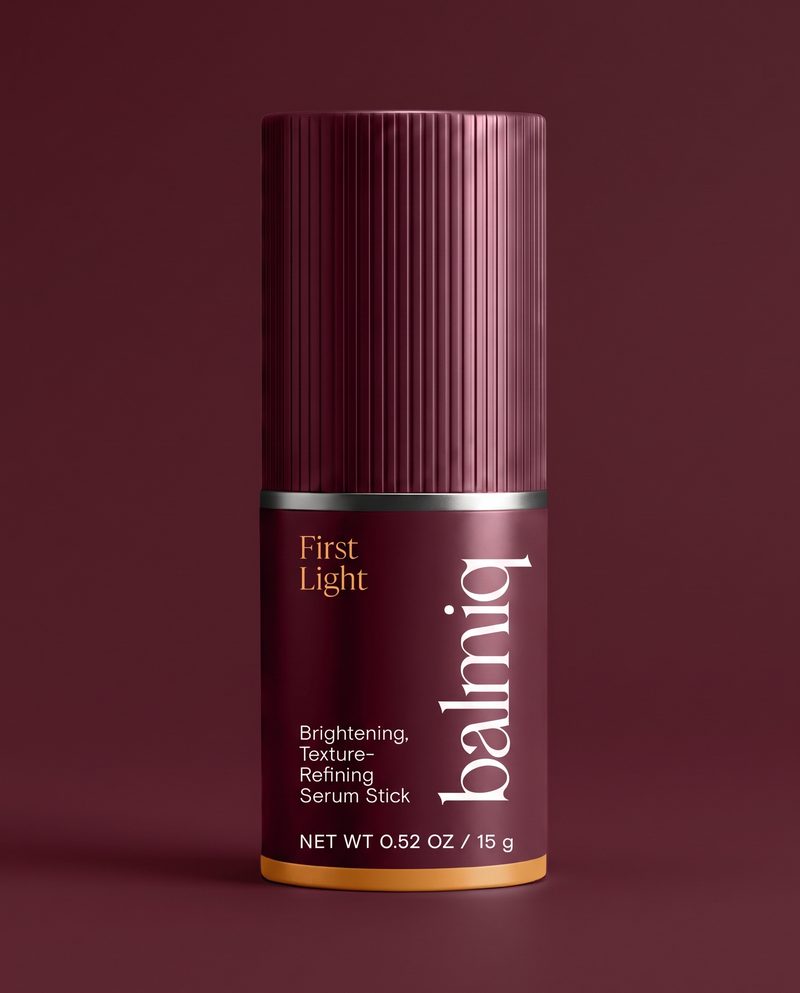 First
Light
balmiq
Brightening,
Texture-
Refining
Serum Stick
NET WT 0.52 OZ / 15 g